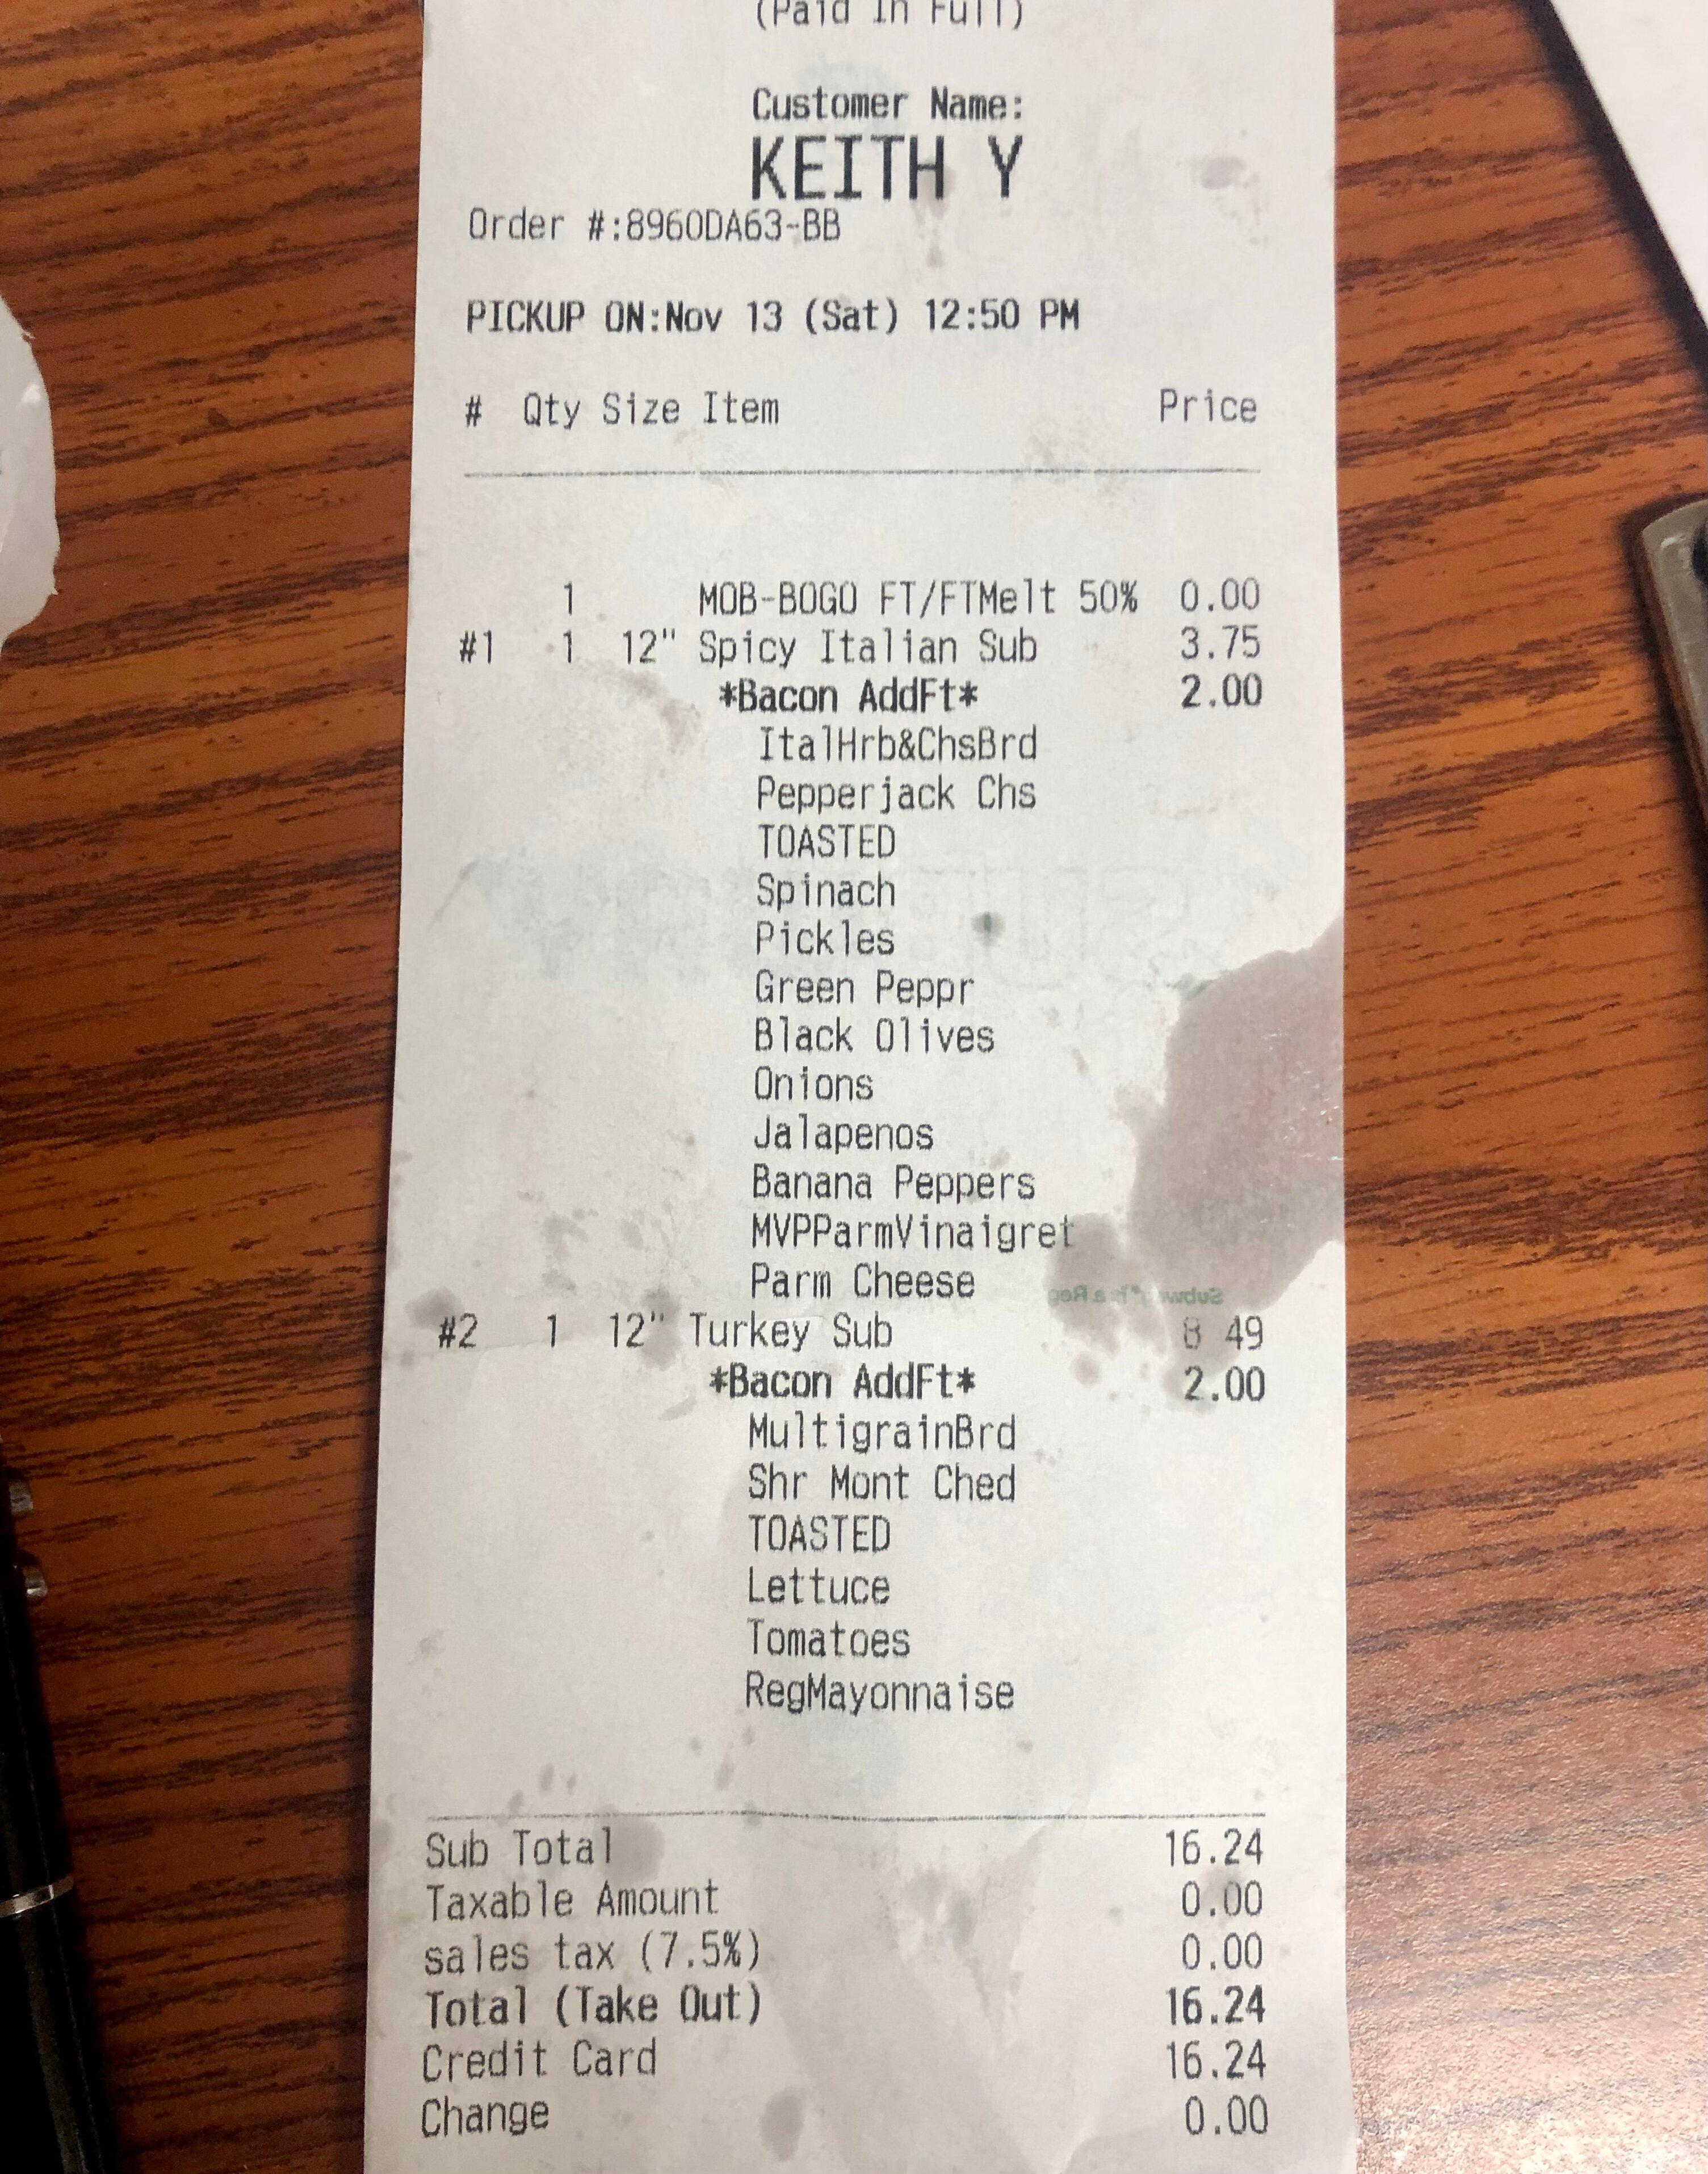 (Paid In Full)
Customer Name:
KEITH Y
Order #:8960DA63-BB
PICKUP ON:Nov 13 (Sat) 12:50 PM
# Qty Size Item Price
1 MOB-BOGO FT/FTMelt 50% 0.00
#1 1 12" Spicy Italian Sub 3.75
*Bacon AddFt* 2.00
ItalHrb&ChsBrd
Pepperjack Chs
TOASTED
Spinach
Pickles
Green Peppr
Black Olives
Onions
Jalapenos
Banana Peppers
MVPParmVinaigret
Parm Cheese
#2 1 12" Turkey Sub 8 49
*Bacon AddFt* 2.00
MultigrainBrd
Shr Mont Ched
TOASTED
Lettuce
Tomatoes
RegMayonnaise
Sub Total 16.24
Taxable Amount 0.00
sales tax (7.5%) 0.00
Total (Take Out) 16.24
Credit Card 16.24
Change 0.00